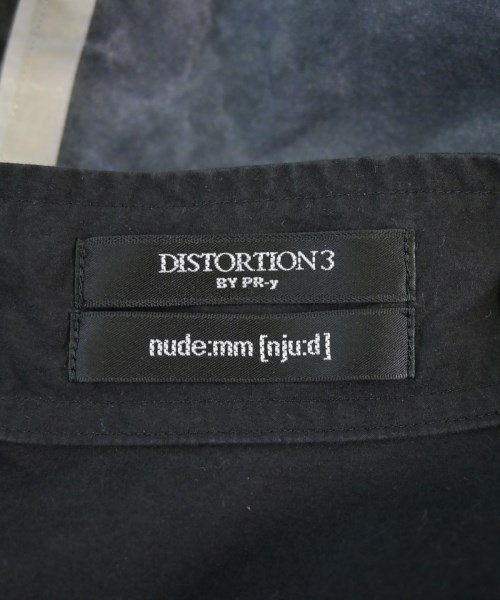 DISTORTION3
BY PR-y
nude:mm [nju:d]